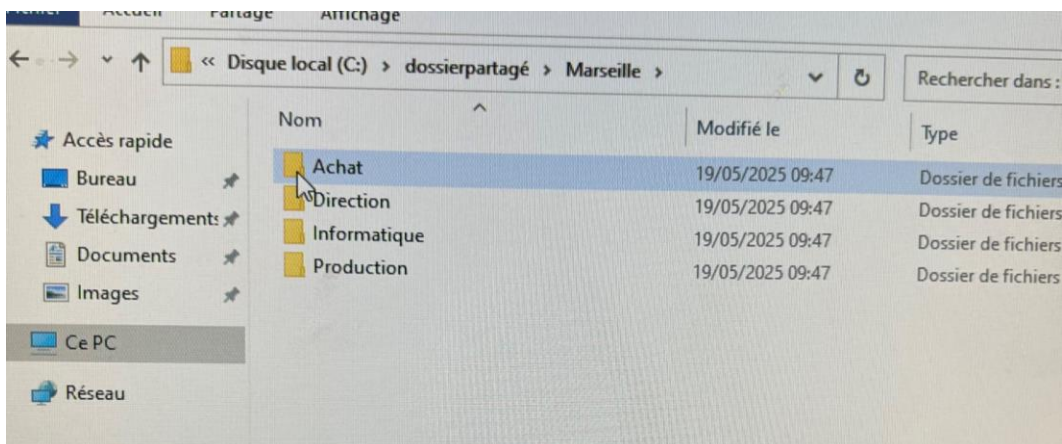 Fichier Accueil Partage Affichage
« Disque local (C:) > dossierpartagé > Marseille >
Rechercher dans :
Nom Modifié le Type
Accès rapide
Bureau
Téléchargements
Documents
Images
Ce PC
Réseau
Achat 19/05/2025 09:47 Dossier de fichiers
Direction 19/05/2025 09:47 Dossier de fichiers
Informatique 19/05/2025 09:47 Dossier de fichiers
Production 19/05/2025 09:47 Dossier de fichiers